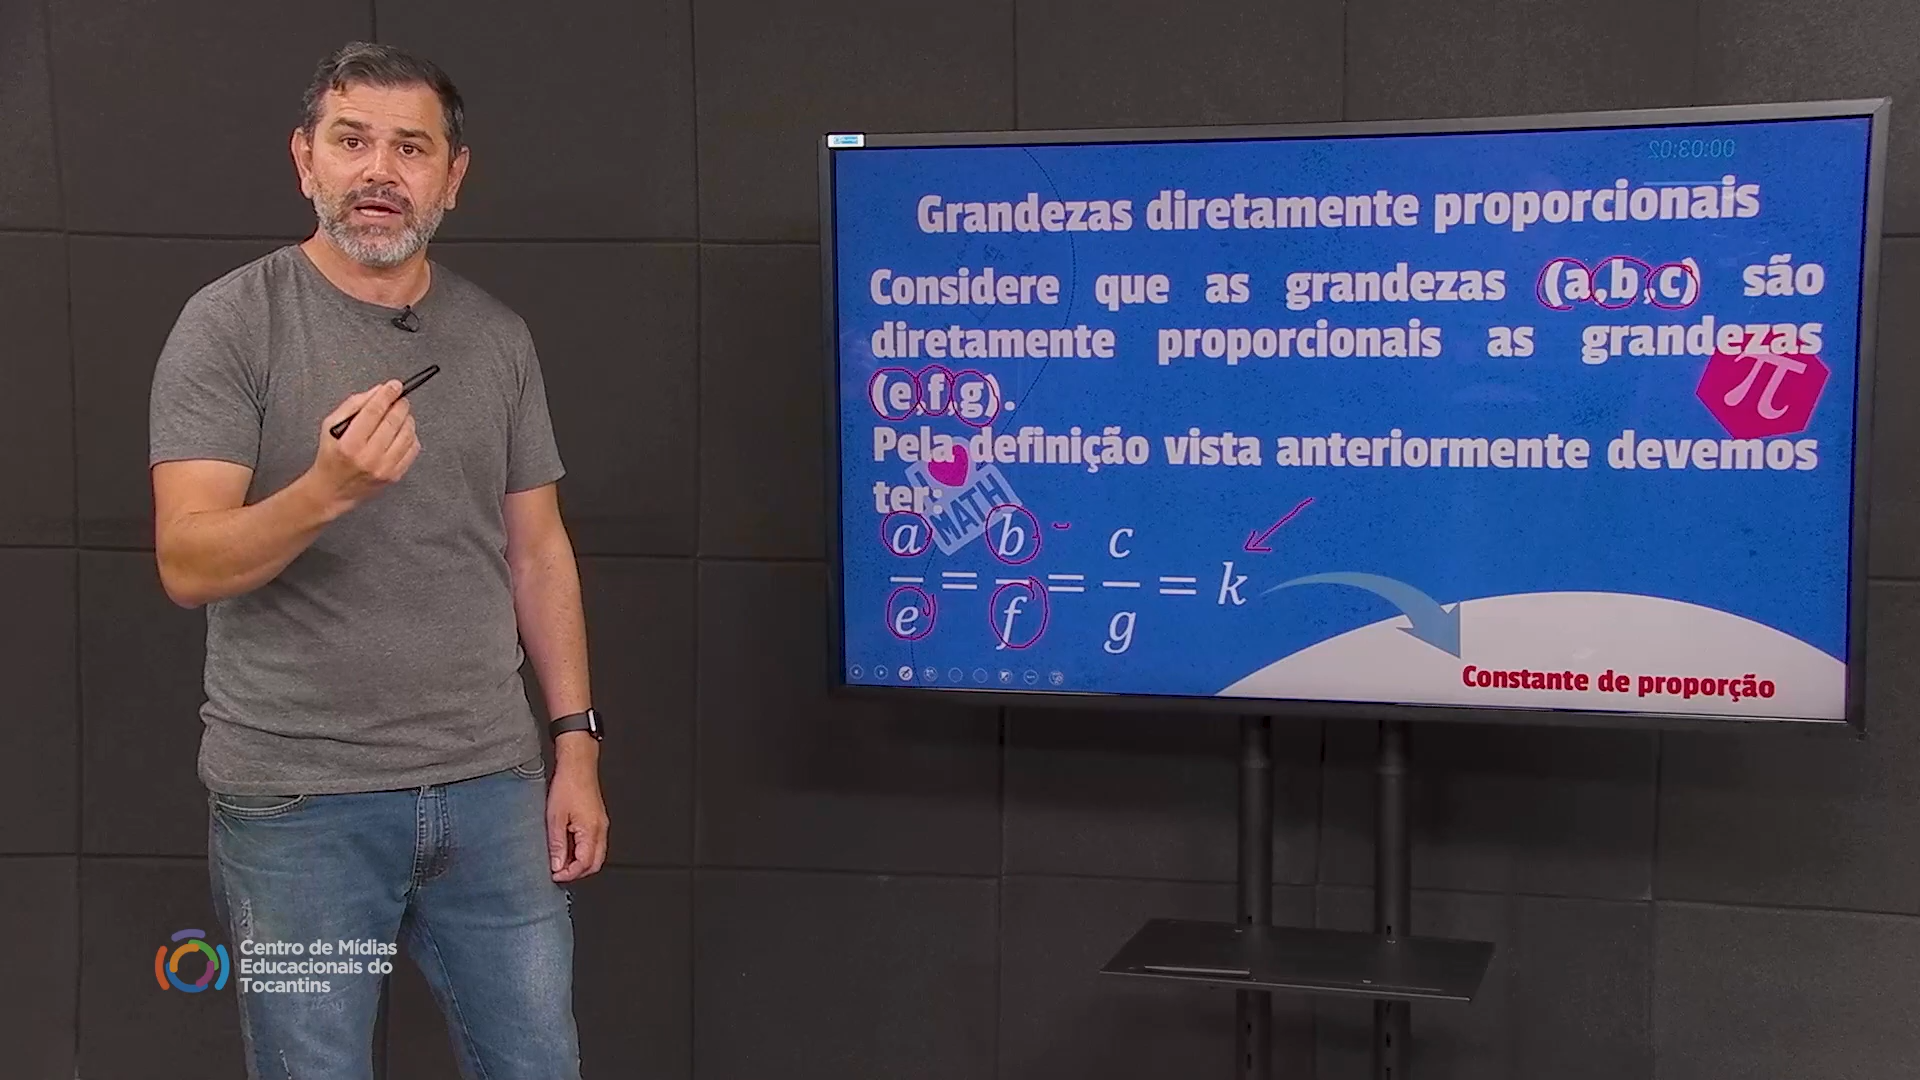 00:03:02
Grandezas diretamente proporcionais
Considere que as grandezas (a,b,c) são
diretamente proporcionais as grandezas
(e,f,g).
Pela definição vista anteriormente devemos
ter:
I
MATH
π
a/e = b/f = c/g = k
Constante de proporção
Centro de Mídias
Educacionais do
Tocantins